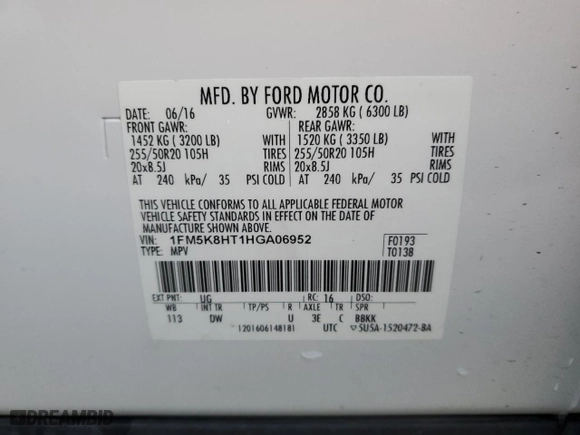 MFD. BY FORD MOTOR CO.
DATE: 06/16 GVWR: 2858 KG ( 6300 LB)
FRONT GAWR: REAR GAWR:
1452 KG ( 3200 LB) WITH 1520 KG ( 3350 LB) WITH
255/50R20 105H TIRES 255/50R20 105H TIRES
20x8.5J RIMS 20x8.5J RIMS
AT 240 kPa/ 35 PSI COLD AT 240 kPa/ 35 PSI COLD
THIS VEHICLE CONFORMS TO ALL APPLICABLE FEDERAL MOTOR
VEHICLE SAFETY STANDARDS IN EFFECT ON THE DATE OF
MANUFACTURE SHOWN ABOVE.
VIN: 1FM5K8HT1HGA06952 F0193
TYPE: MPV T0138
EXT PNT: UG RC: 16 DSO:
WB INT TR TP/PS R AXLE TR SPR
113 DW U 3E C BBKK
1201606148181 UTC ▽5U5A-1520472-BA
DREAMBID